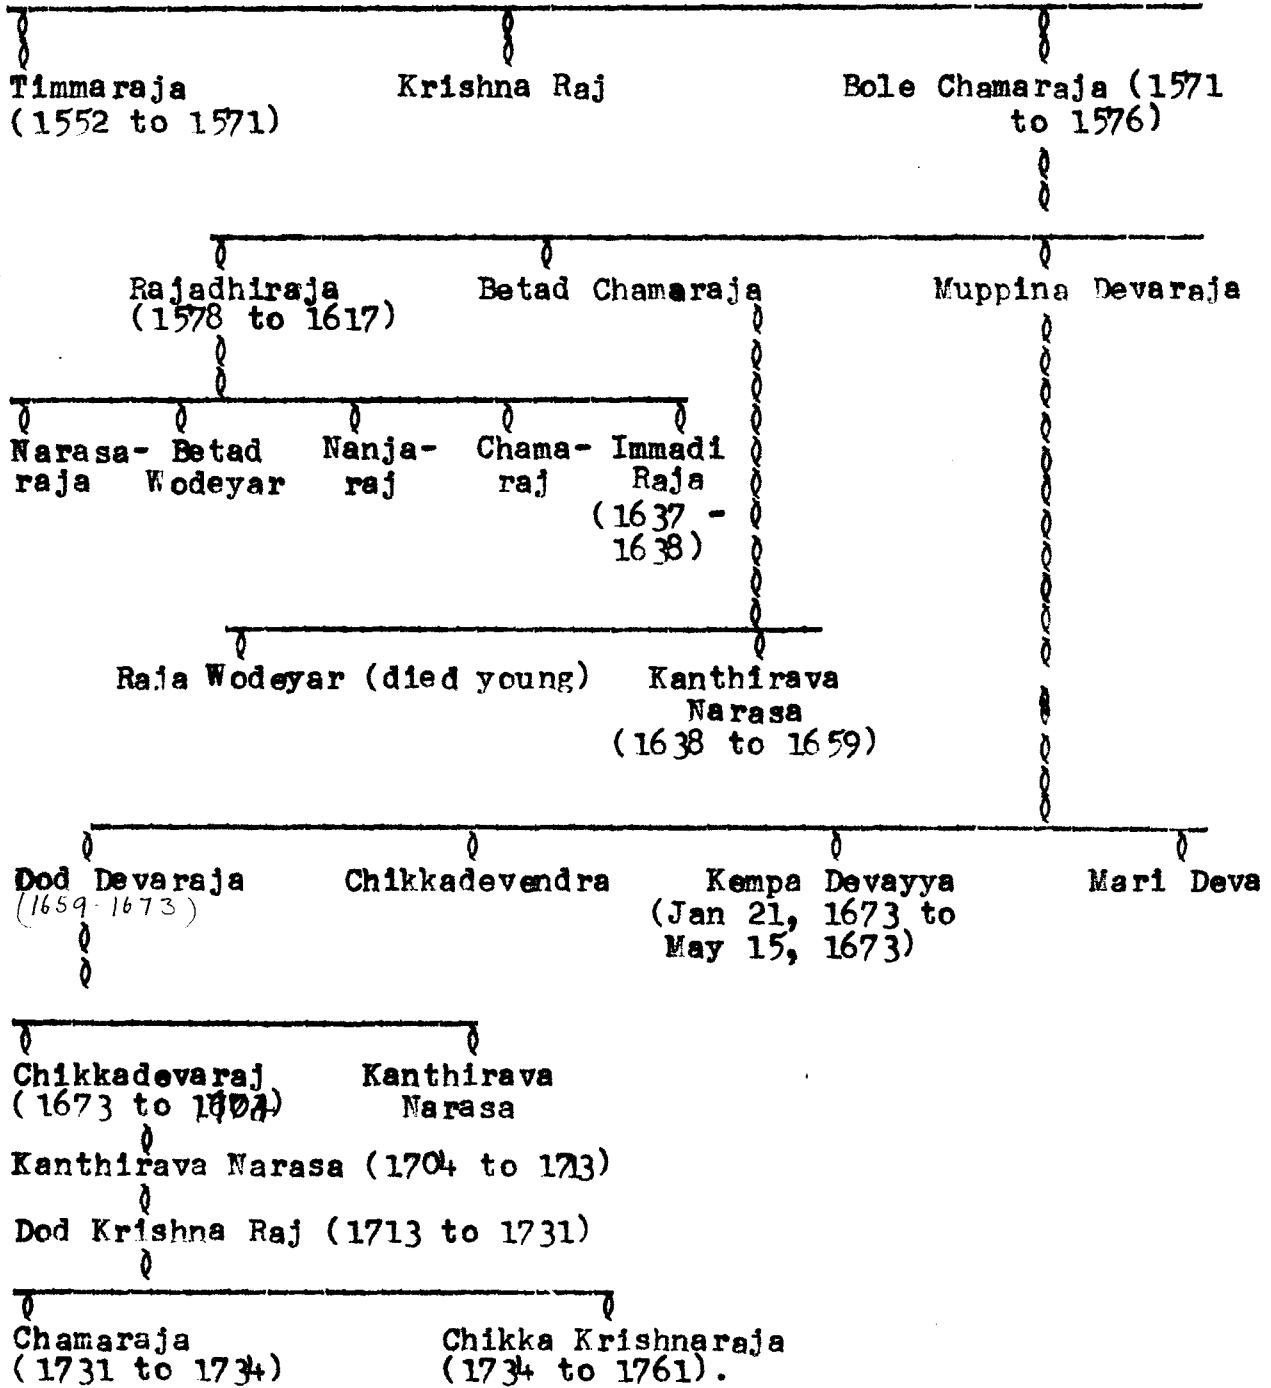 Timmaraja Krishna Raj Bole Chamaraja (1571
(1552 to 1571) to 1576)
Rajadhiraja Betad Chamaraja Muppina Devaraja
(1578 to 1617)
Narasa- Betad Nanja- Chama- Immadi
raja Wodeyar raj raj Raja
(1637 -
1638)
Raja Wodeyar (died young) Kanthirava
Narasa
(1638 to 1659)
Dod Devaraja Chikkadevendra Kempa Devayya Mari Deva
(1659-1673) (Jan 21, 1673 to
May 15, 1673)
Chikkadevaraj Kanthirava
(1673 to Narasa
Kanthirava Narasa (1704 to 1713)
Dod Krishna Raj (1713 to 1731)
Chamaraja Chikka Krishnaraja
(1731 to 1734) (1734 to 1761).